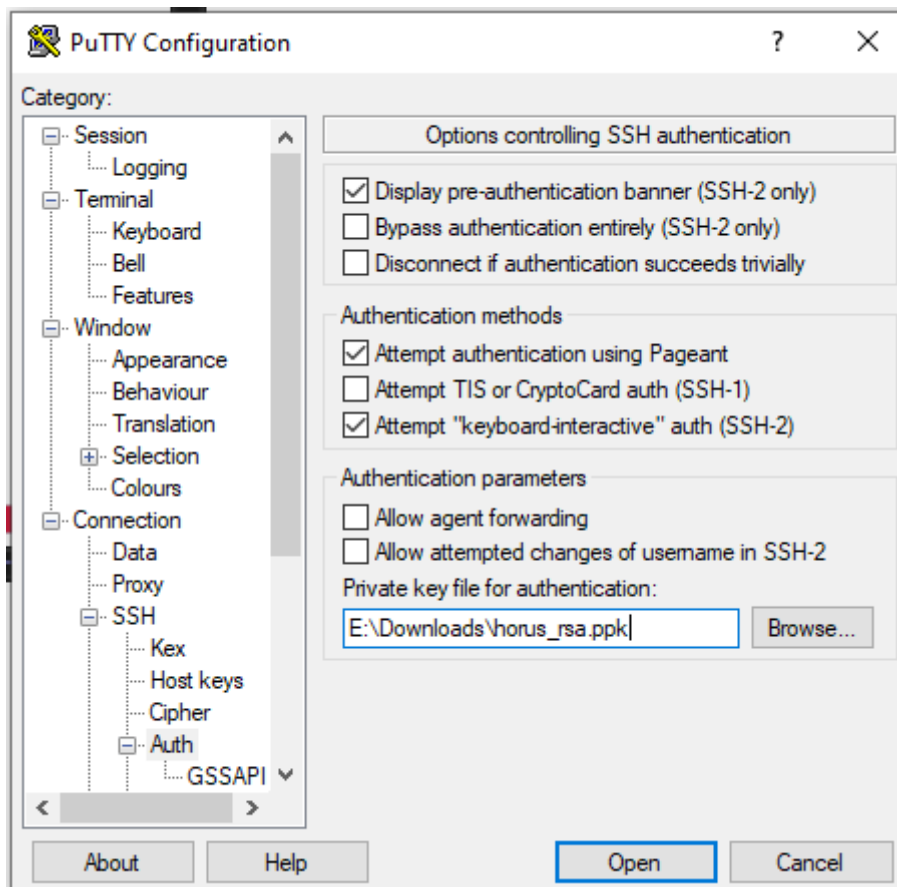 PuTTY Configuration
?
Category:
Session
Logging
Terminal
Keyboard
Bell
Features
Window
Appearance
Behaviour
Translation
Selection
Colours
Connection
Data
Proxy
SSH
Kex
Host keys
Cipher
Auth
GSSAPI
Options controlling SSH authentication
Display pre-authentication banner (SSH-2 only)
Bypass authentication entirely (SSH-2 only)
Disconnect if authentication succeeds trivially
Authentication methods
Attempt authentication using Pageant
Attempt TIS or CryptoCard auth (SSH-1)
Attempt "keyboard-interactive" auth (SSH-2)
Authentication parameters
Allow agent forwarding
Allow attempted changes of username in SSH-2
Private key file for authentication:
E:\Downloads\horus_rsa.ppk
Browse...
About
Help
Open
Cancel